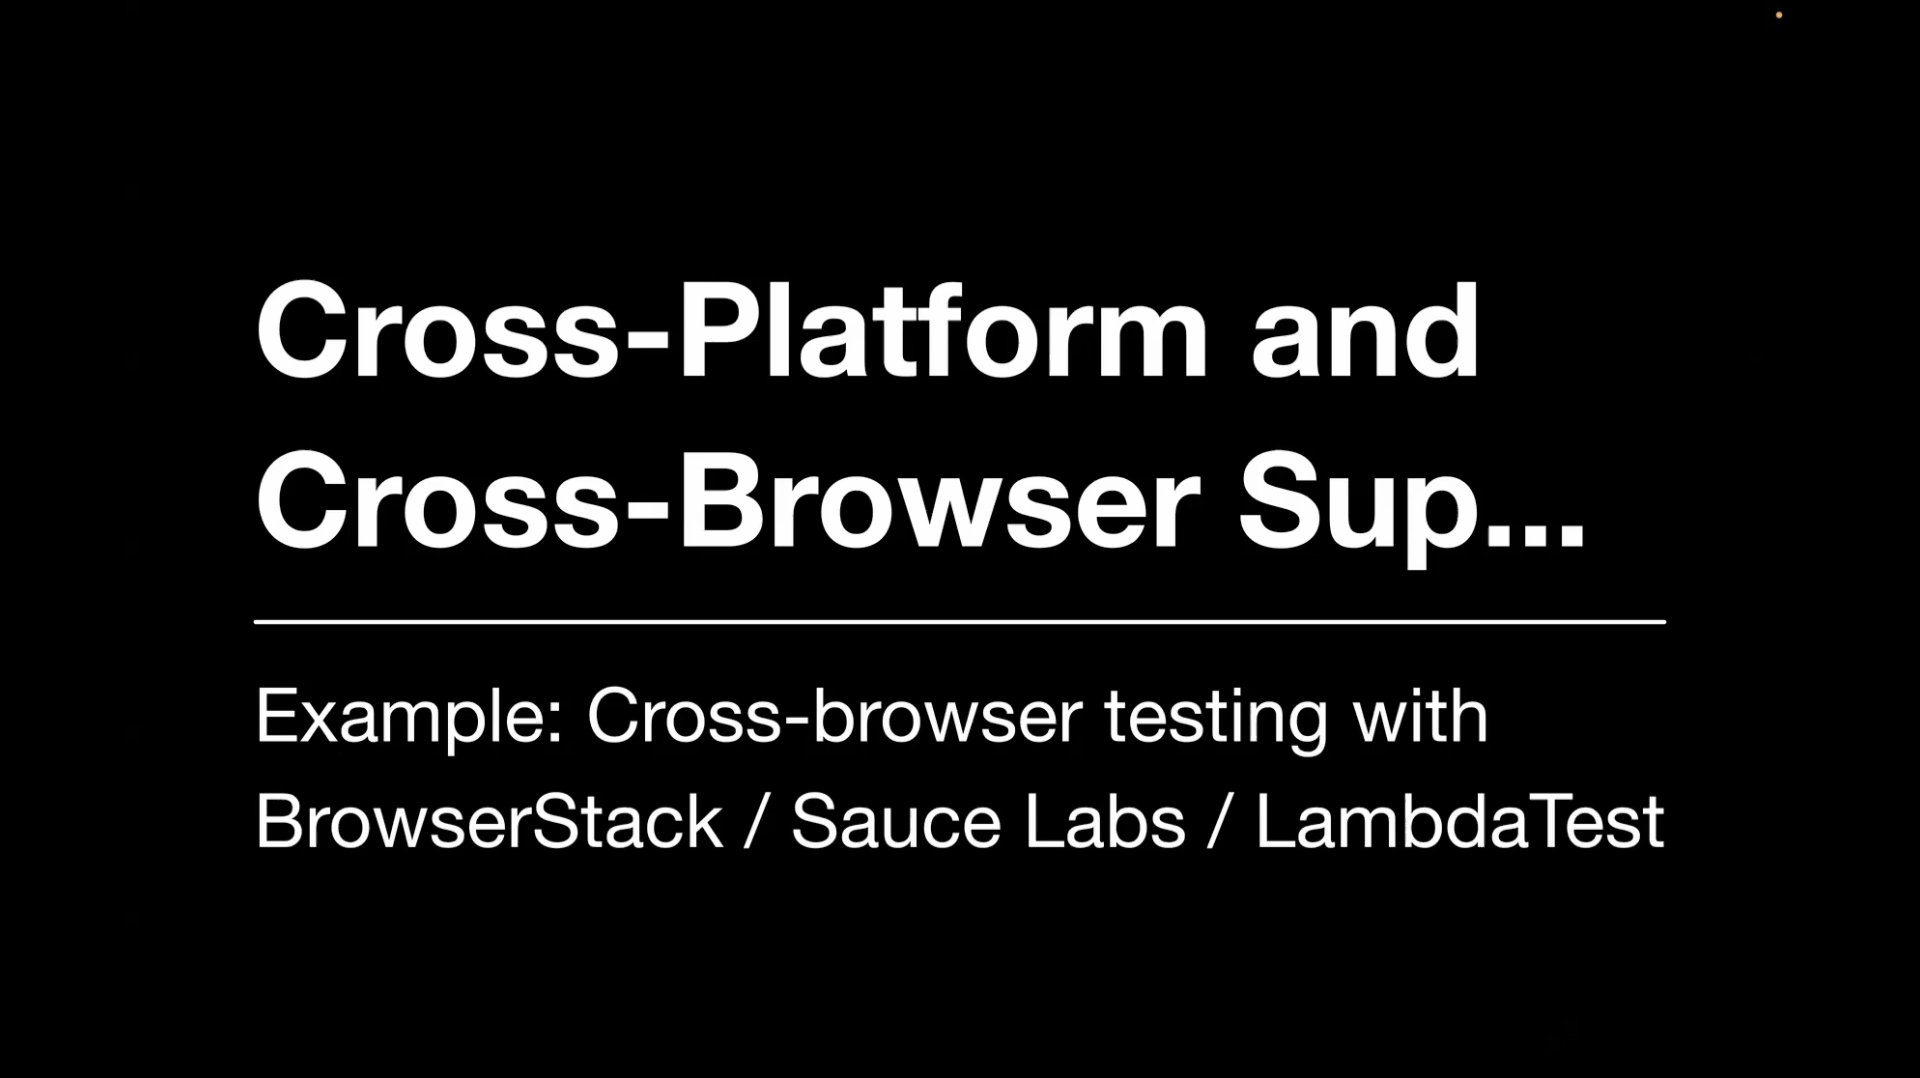 Cross-Platform and
Cross-Browser Sup...
Example: Cross-browser testing with
BrowserStack / Sauce Labs / LambdaTest